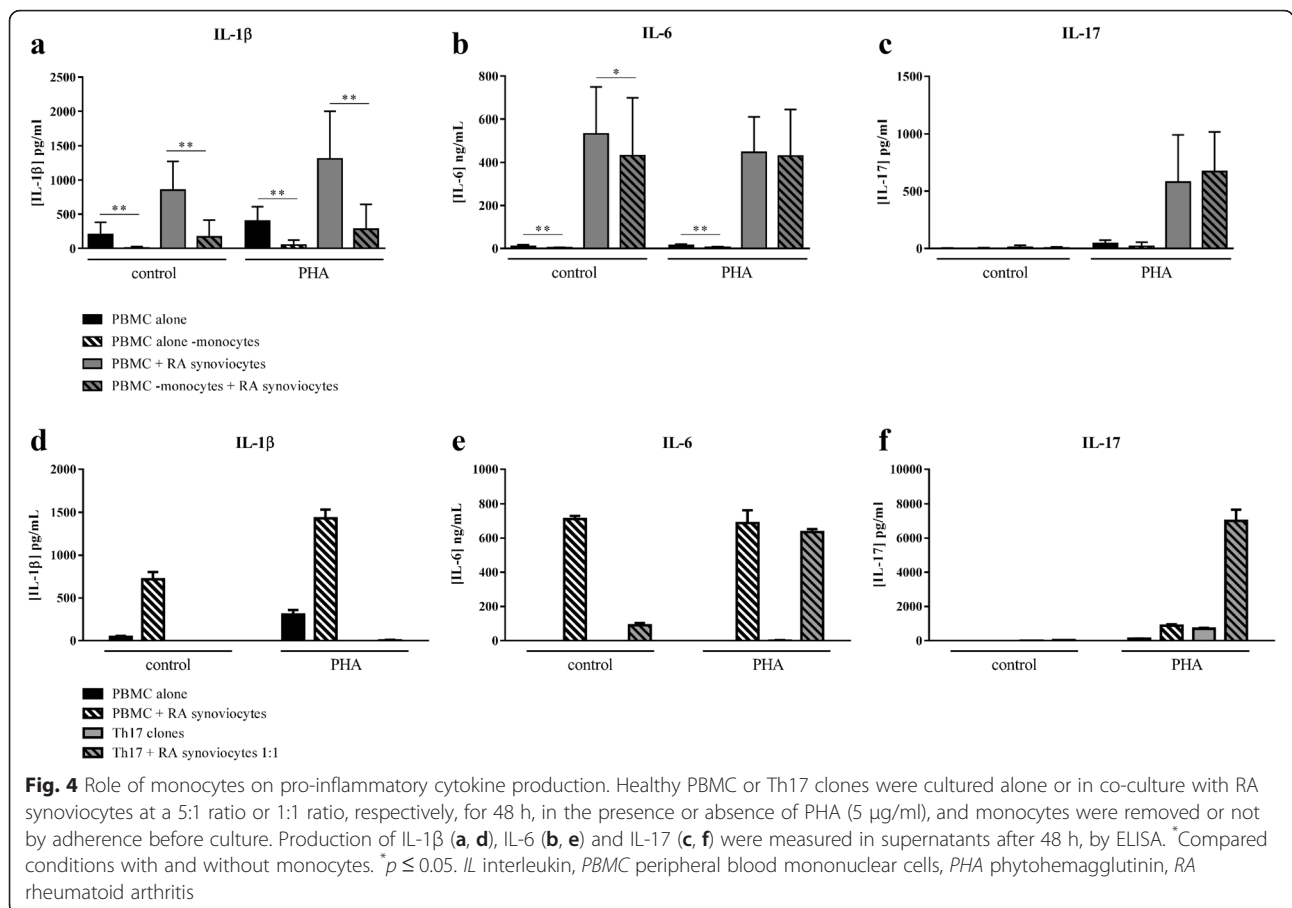 a
IL-1β
[IL-1β] pg/ml
2500
2000
1500
1000
500
0
**
**
**
**
control
PHA
b
IL-6
[IL-6] ng/mL
800
600
400
200
0
**
*
**
control
PHA
c
IL-17
[IL-17] pg/ml
1500
1000
500
0
control
PHA
PBMC alone
PBMC alone -monocytes
PBMC + RA synoviocytes
PBMC -monocytes + RA synoviocytes
d
IL-1β
[IL-1β] pg/mL
2000
1500
1000
500
0
control
PHA
e
IL-6
[IL-6] ng/mL
1000
800
600
400
200
0
control
PHA
f
IL-17
[IL-17] pg/ml
10000
8000
6000
4000
2000
0
control
PHA
PBMC alone
PBMC + RA synoviocytes
Th17 clones
Th17 + RA synoviocytes 1:1
Fig. 4 Role of monocytes on pro-inflammatory cytokine production. Healthy PBMC or Th17 clones were cultured alone or in co-culture with RA
synoviocytes at a 5:1 ratio or 1:1 ratio, respectively, for 48 h, in the presence or absence of PHA (5 μg/ml), and monocytes were removed or not
by adherence before culture. Production of IL-1β (a, d), IL-6 (b, e) and IL-17 (c, f) were measured in supernatants after 48 h, by ELISA. *Compared
conditions with and without monocytes. *p ≤ 0.05. IL interleukin, PBMC peripheral blood mononuclear cells, PHA phytohemagglutinin, RA
rheumatoid arthritis